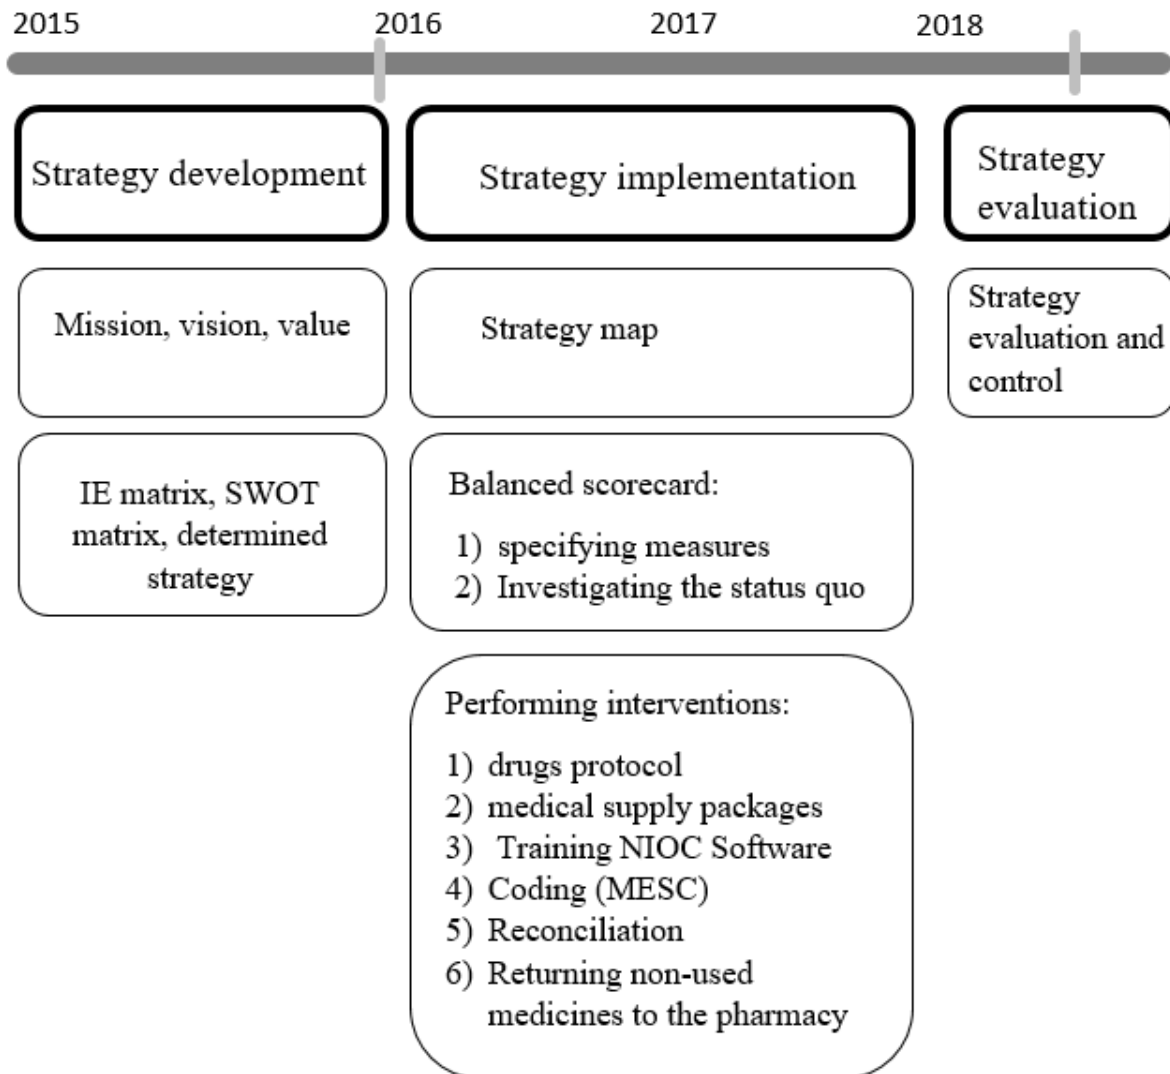 2015 2016 2017 2018
Strategy development
Strategy implementation
Strategy
evaluation
Mission, vision, value
Strategy map
Strategy
evaluation and
control
IE matrix, SWOT
matrix, determined
strategy
Balanced scorecard:
1) specifying measures
2) Investigating the status quo
Performing interventions:
1) drugs protocol
2) medical supply packages
3) Training NIOC Software
4) Coding (MESC)
5) Reconciliation
6) Returning non-used
medicines to the pharmacy